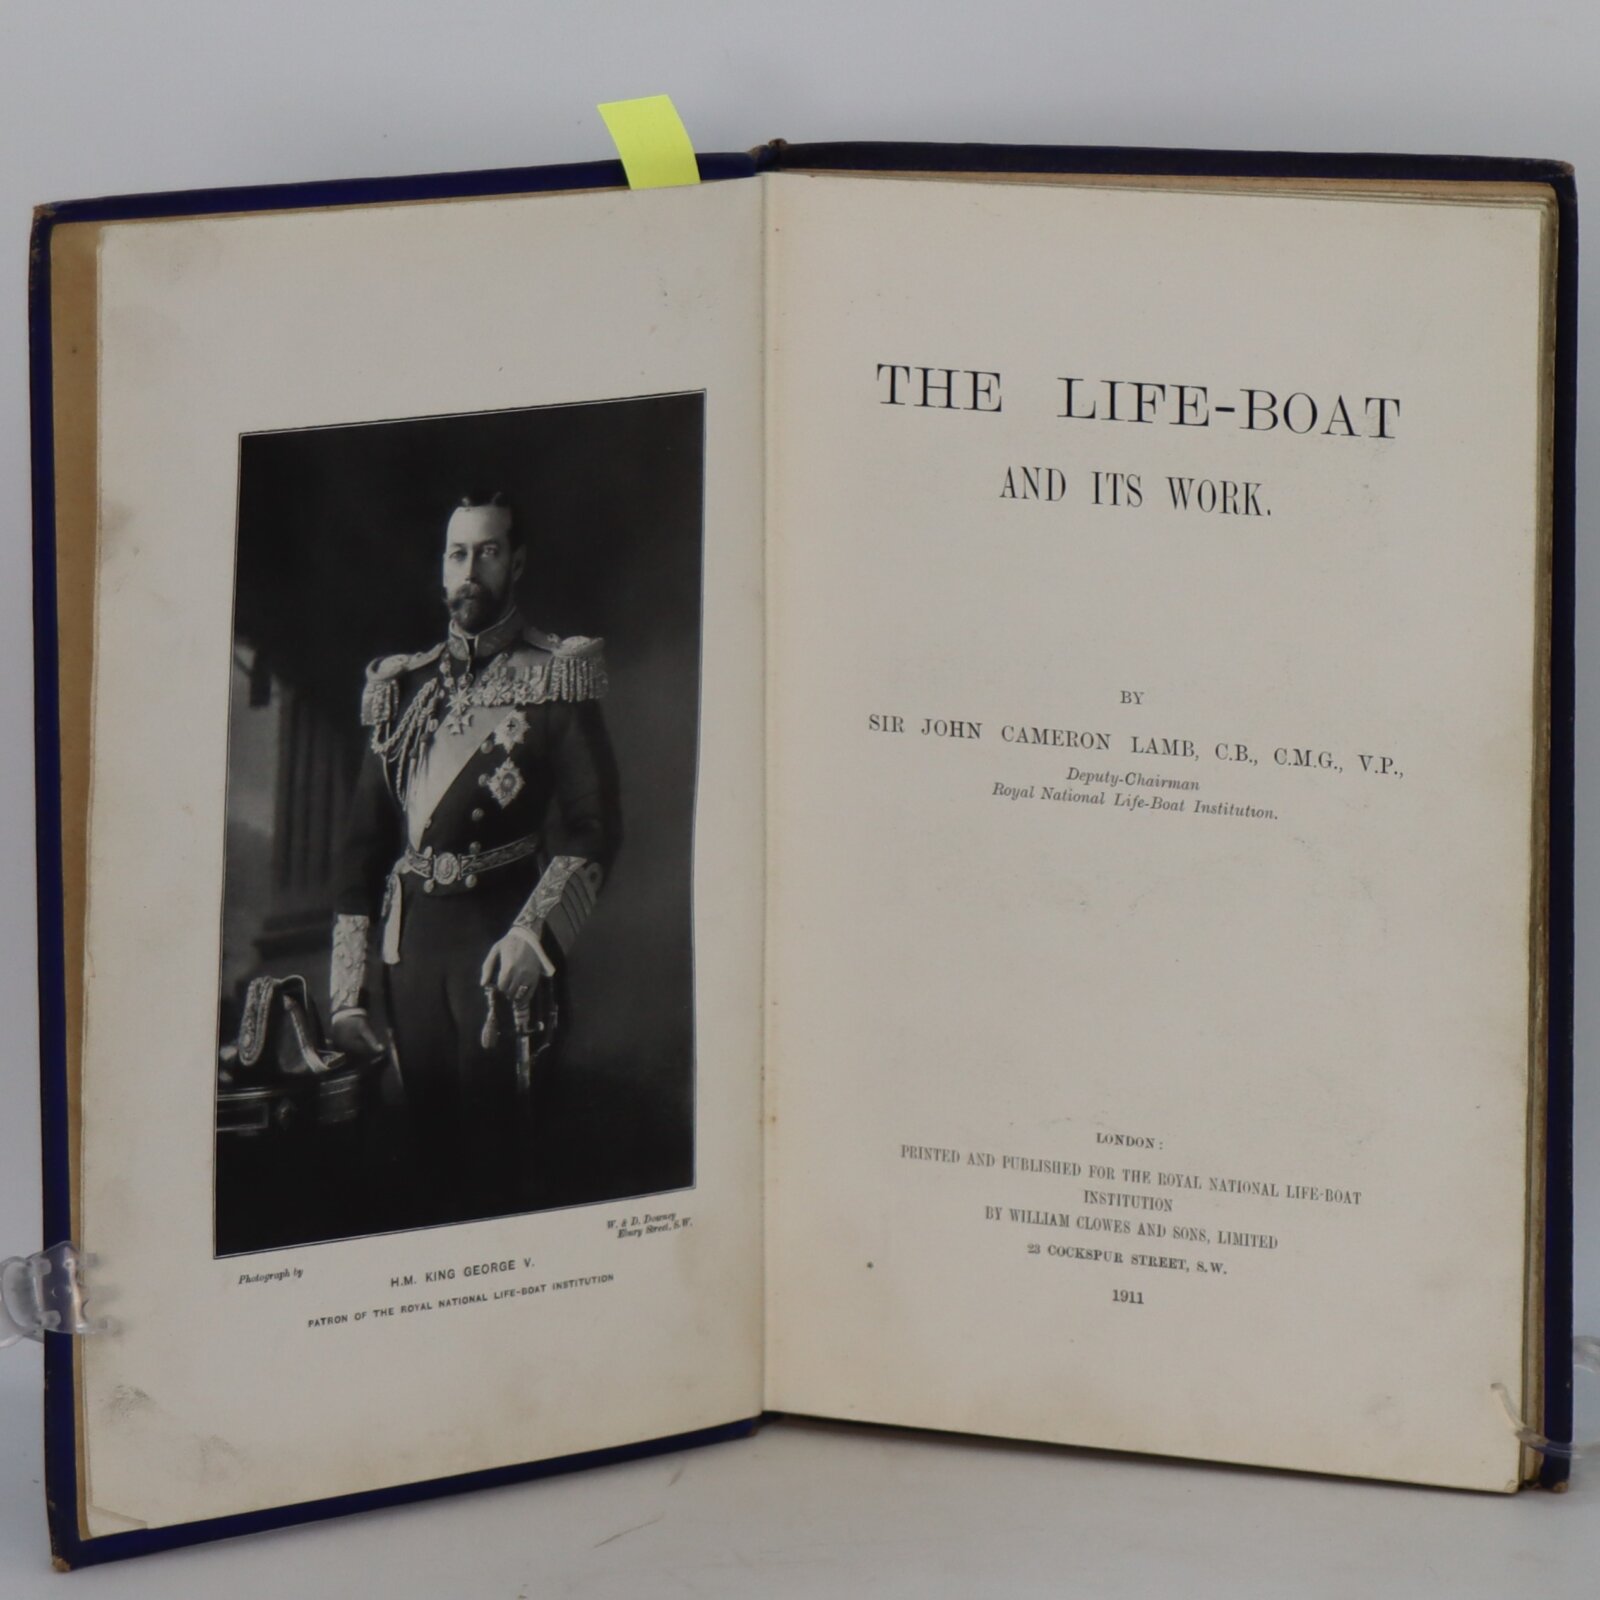 Photograph by
W. & D. Downey
Ebury Street, S.W.
H.M. KING GEORGE V.
PATRON OF THE ROYAL NATIONAL LIFE-BOAT INSTITUTION
THE LIFE-BOAT
AND ITS WORK.
BY
SIR JOHN CAMERON LAMB, C.B., C.M.G., V.P.,
Deputy-Chairman
Royal National Life-Boat Institution.
LONDON:
PRINTED AND PUBLISHED FOR THE ROYAL NATIONAL LIFE-BOAT
INSTITUTION
BY WILLIAM CLOWES AND SONS, LIMITED
23 COCKSPUR STREET, S.W.
1911